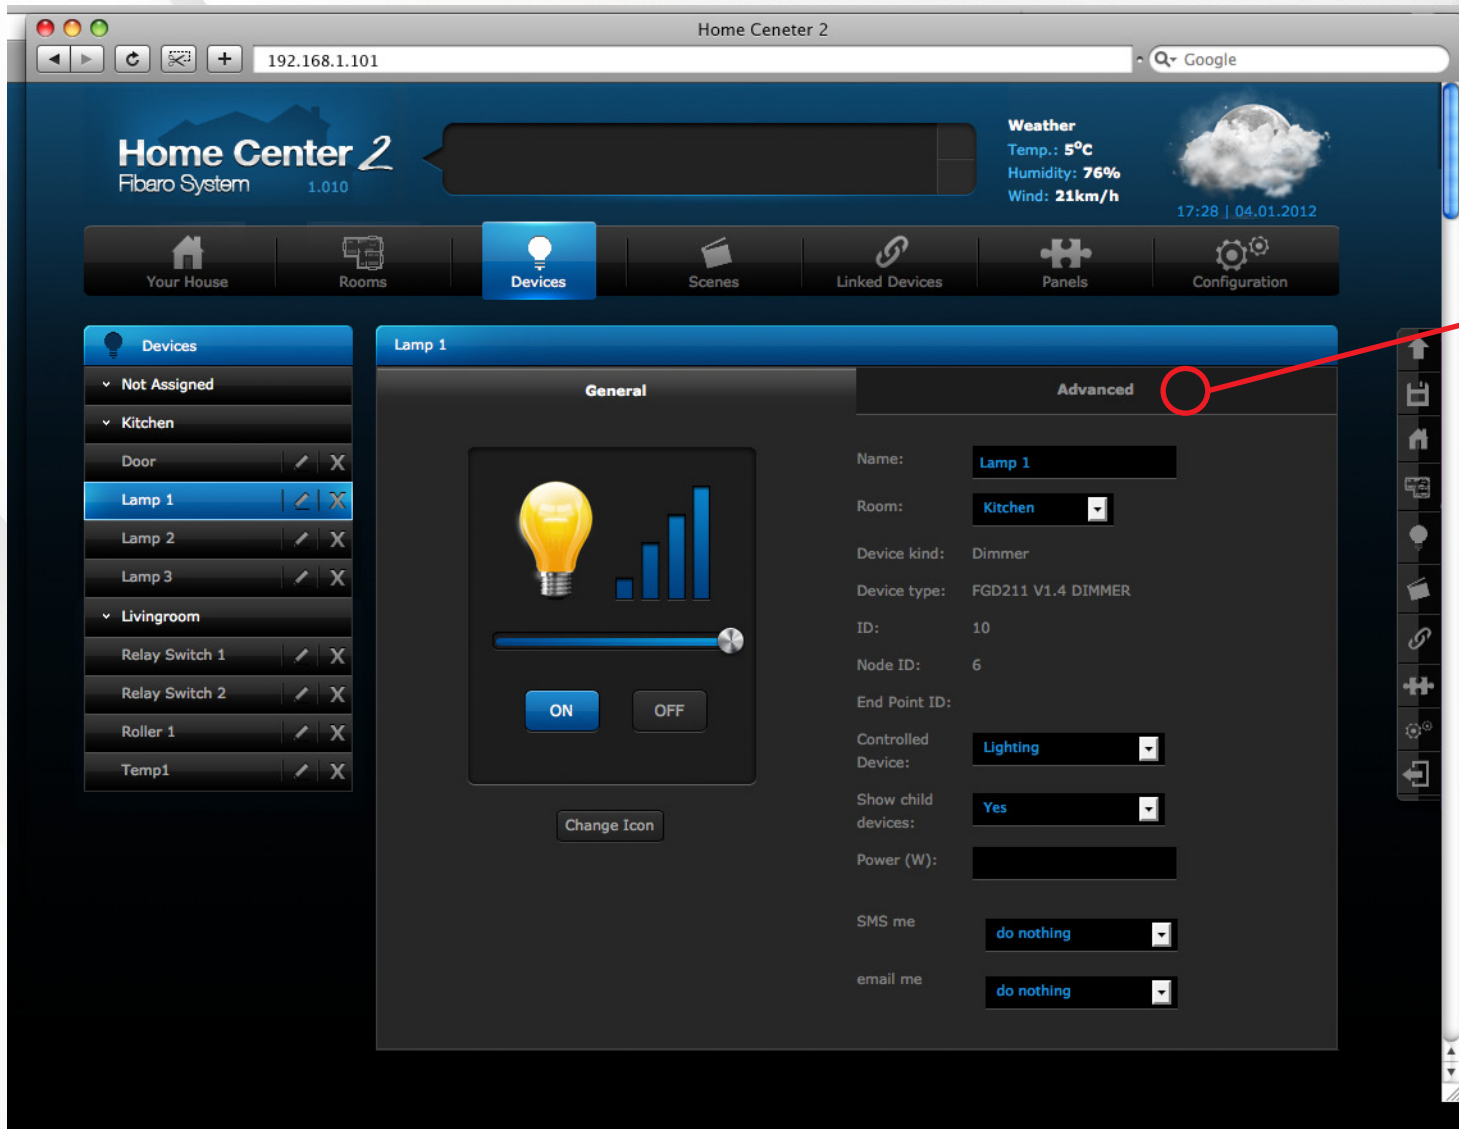 Home Ceneter 2
192.168.1.101
Google
Home Center 2
Fibaro System 1.010
Weather
Temp.: 5°C
Humidity: 76%
Wind: 21km/h
17:28 | 04.01.2012
Your House
Rooms
Devices
Scenes
Linked Devices
Panels
Configuration
Devices
Not Assigned
Kitchen
Door X
Lamp 1 X
Lamp 2 X
Lamp 3 X
Livingroom
Relay Switch 1 X
Relay Switch 2 X
Roller 1 X
Temp1 X
Lamp 1
General
Advanced
ON
OFF
Change Icon
Name: Lamp 1
Room: Kitchen
Device kind: Dimmer
Device type: FGD211 V1.4 DIMMER
ID: 10
Node ID: 6
End Point ID:
Controlled
Device: Lighting
Show child
devices: Yes
Power (W):
SMS me do nothing
email me do nothing